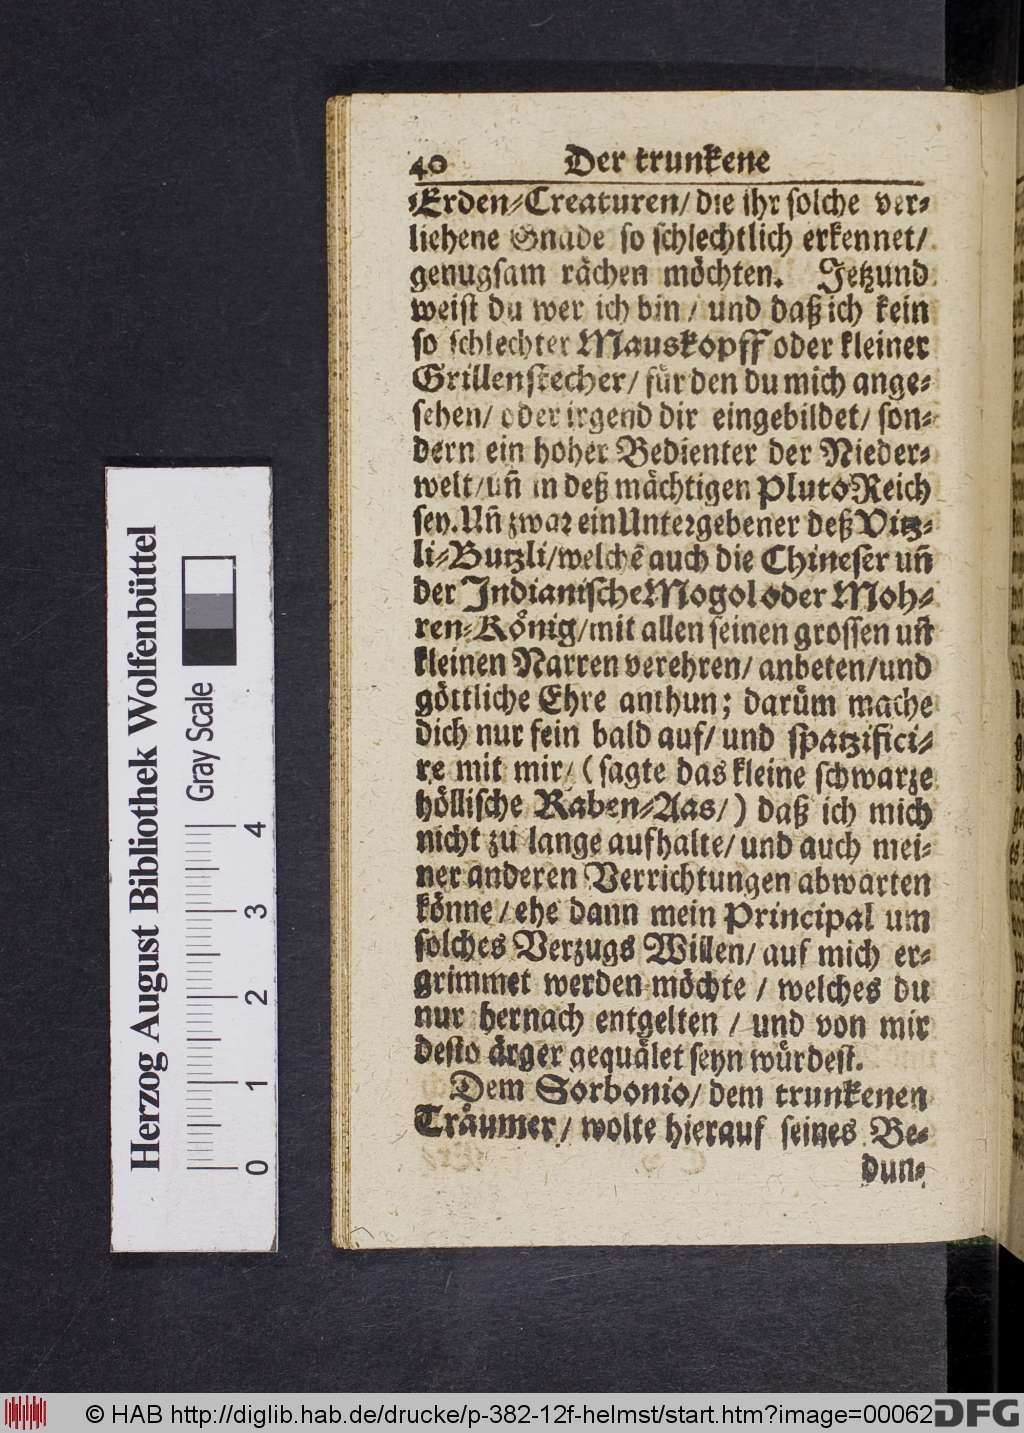 40 Der trunkene
Erden-Creaturen/ die ihr solche ver-
liehene Gnade so schlechtlich erkennet/
genugsam rächen möchten. Jetzund
weist du wer ich bin / und daß ich kein
so schlechter Mauskopff oder kleiner
Grillenstecher/ für den du mich ange-
sehen/ oder irgend dir eingebildet/ son-
dern ein hoher Bedienter der Nieder-
welt/ uñ in deß mächtigen Pluto Reich
sey. Uñ zwar ein Untergebener deß Vitz-
li-Butzli/ welchē auch die Chineser uñ
der Indianische Mogol oder Moh-
ren-König/ mit allen seinen grossen uñ
kleinen Narren verehren/ anbeten/ und
göttliche Ehre anthun; darüm mache
dich nur fein bald auf/ und spatzifici-
re mit mir/ (sagte das kleine schwarze
höllische Raben-Aas/) daß ich mich
nicht zu lange aufhalte/ und auch mei-
ner anderen Verrichtungen abwarten
könne / ehe dann mein Principal um
solches Verzugs Willen/ auf mich er-
grimmet werden möchte / welches du
nur hernach entgelten / und von mir
desto ärger gequälet seyn würdest.
Dem Sorbonio/ dem trunkenen
Träumer/ wolte hierauf seines Be-
dun-
Herzog August Bibliothek Wolfenbüttel
Gray Scale
0 1 2 3 4
© HAB http://diglib.hab.de/drucke/p-382-12f-helmst/start.htm?image=00062
DFG